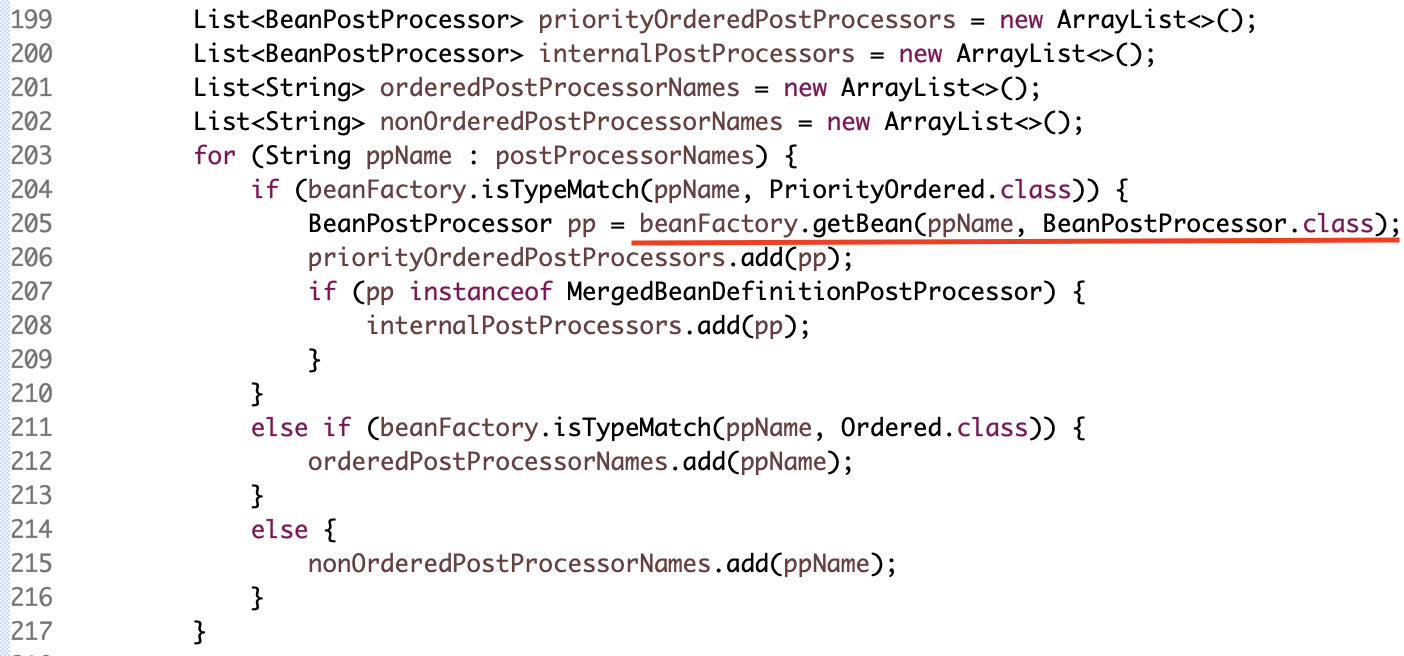 199 List<BeanPostProcessor> priorityOrderedPostProcessors = new ArrayList<>();
200 List<BeanPostProcessor> internalPostProcessors = new ArrayList<>();
201 List<String> orderedPostProcessorNames = new ArrayList<>();
202 List<String> nonOrderedPostProcessorNames = new ArrayList<>();
203 for (String ppName : postProcessorNames) {
204 if (beanFactory.isTypeMatch(ppName, PriorityOrdered.class)) {
205 BeanPostProcessor pp = beanFactory.getBean(ppName, BeanPostProcessor.class);
206 priorityOrderedPostProcessors.add(pp);
207 if (pp instanceof MergedBeanDefinitionPostProcessor) {
208 internalPostProcessors.add(pp);
209 }
210 }
211 else if (beanFactory.isTypeMatch(ppName, Ordered.class)) {
212 orderedPostProcessorNames.add(ppName);
213 }
214 else {
215 nonOrderedPostProcessorNames.add(ppName);
216 }
217 }